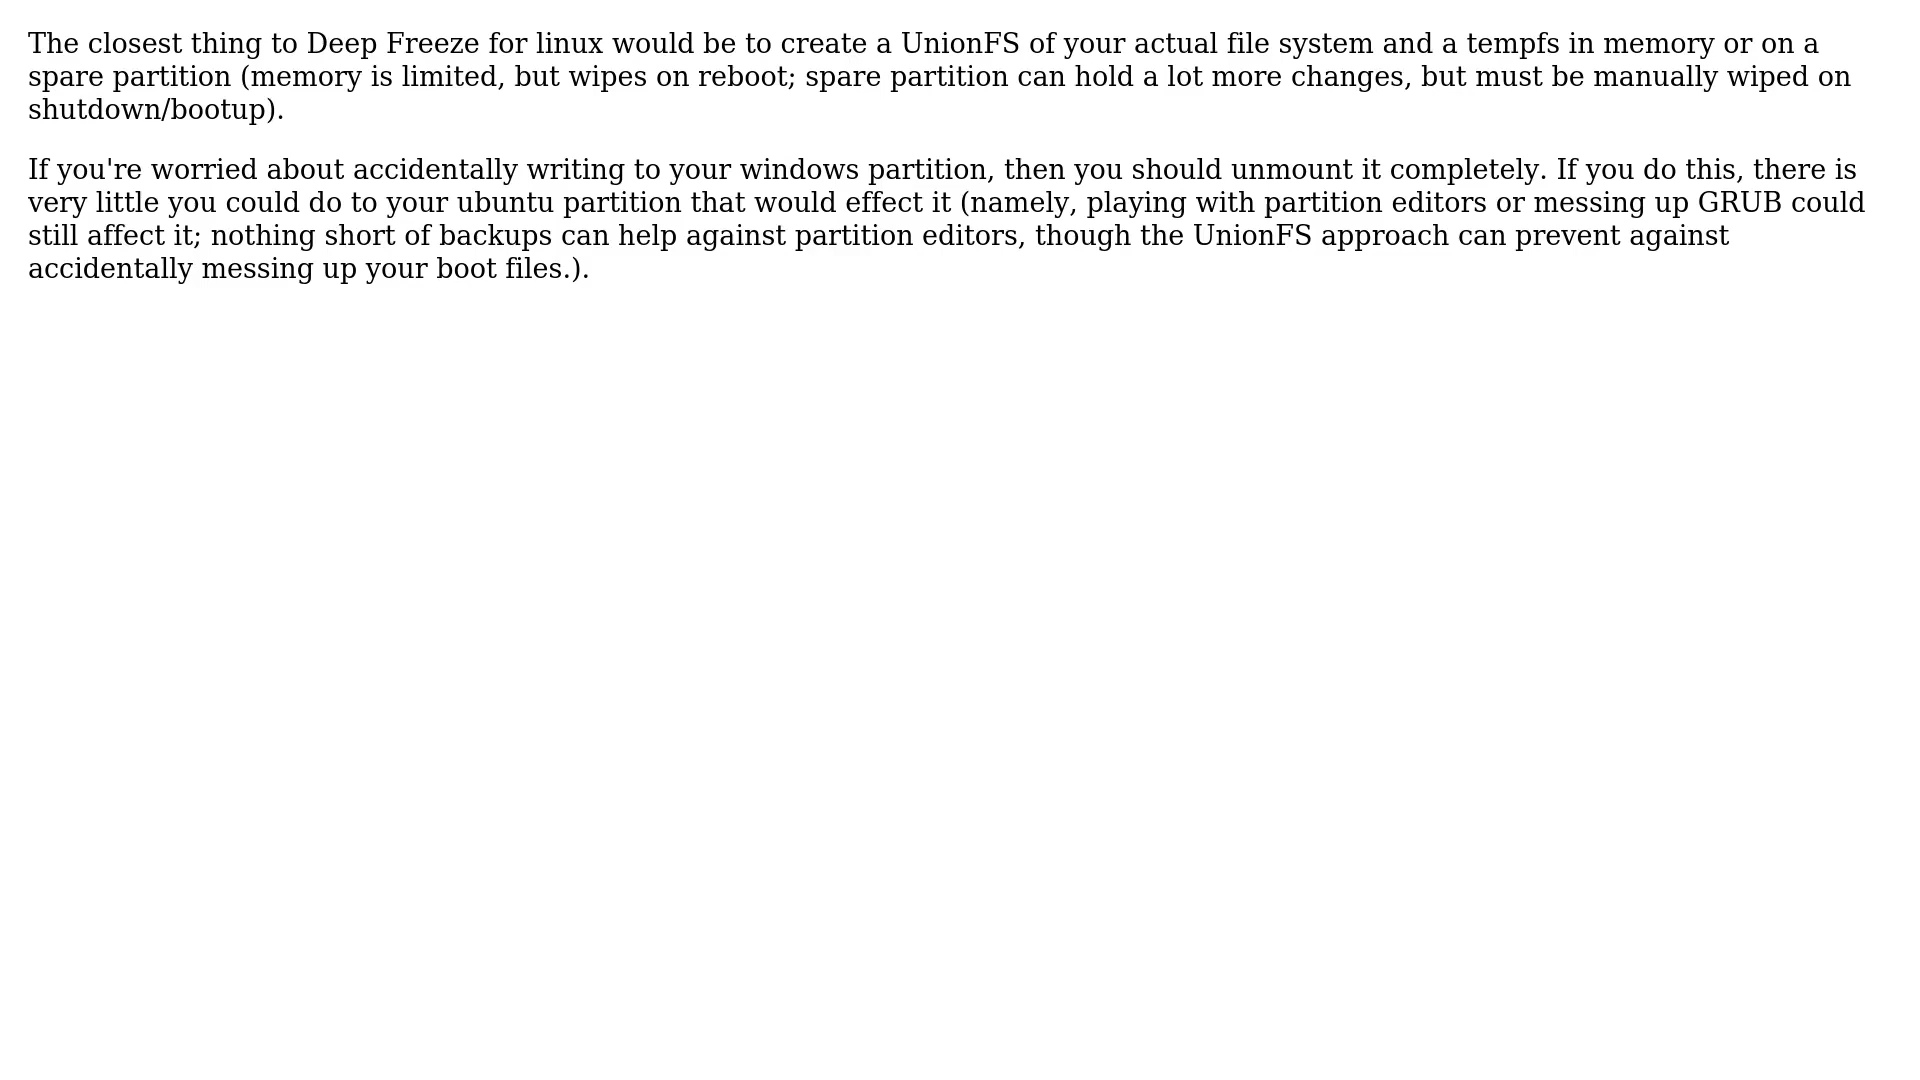 The closest thing to Deep Freeze for linux would be to create a UnionFS of your actual file system and a tempfs in memory or on a
spare partition (memory is limited, but wipes on reboot; spare partition can hold a lot more changes, but must be manually wiped on
shutdown/bootup).
If you're worried about accidentally writing to your windows partition, then you should unmount it completely. If you do this, there is
very little you could do to your ubuntu partition that would effect it (namely, playing with partition editors or messing up GRUB could
still affect it; nothing short of backups can help against partition editors, though the UnionFS approach can prevent against
accidentally messing up your boot files.).